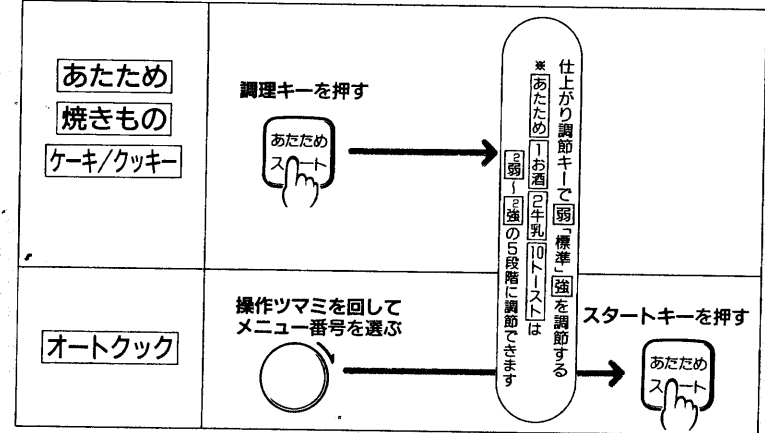 あたため
焼きもの
ケーキ/クッキー
調理キーを押す
あたため
スタート
仕上がり調節キーで弱「標準」強を調節する
※あたため1お酒2牛乳10トーストは
2弱~2強の5段階に調節できます
オートクック
操作ツマミを回して
メニュー番号を選ぶ
スタートキーを押す
あたため
スタート